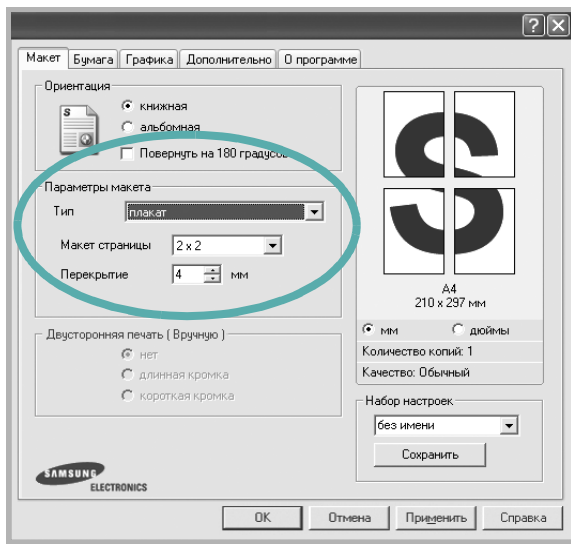 Макет Бумага Графика Дополнительно О программе
Ориентация
S
книжная
альбомная
Повернуть на 180 градусов
Параметры макета
Тип плакат
Макет страницы 2 x 2
Перекрытие 4 мм
Двусторонняя печать ( Вручную )
нет
длинная кромка
короткая кромка
SAMSUNG
ELECTRONICS
S
A4
210 x 297 мм
мм дюймы
Количество копий: 1
Качество: Обычный
Набор настроек
без имени
Сохранить
OK Отмена Применить Справка